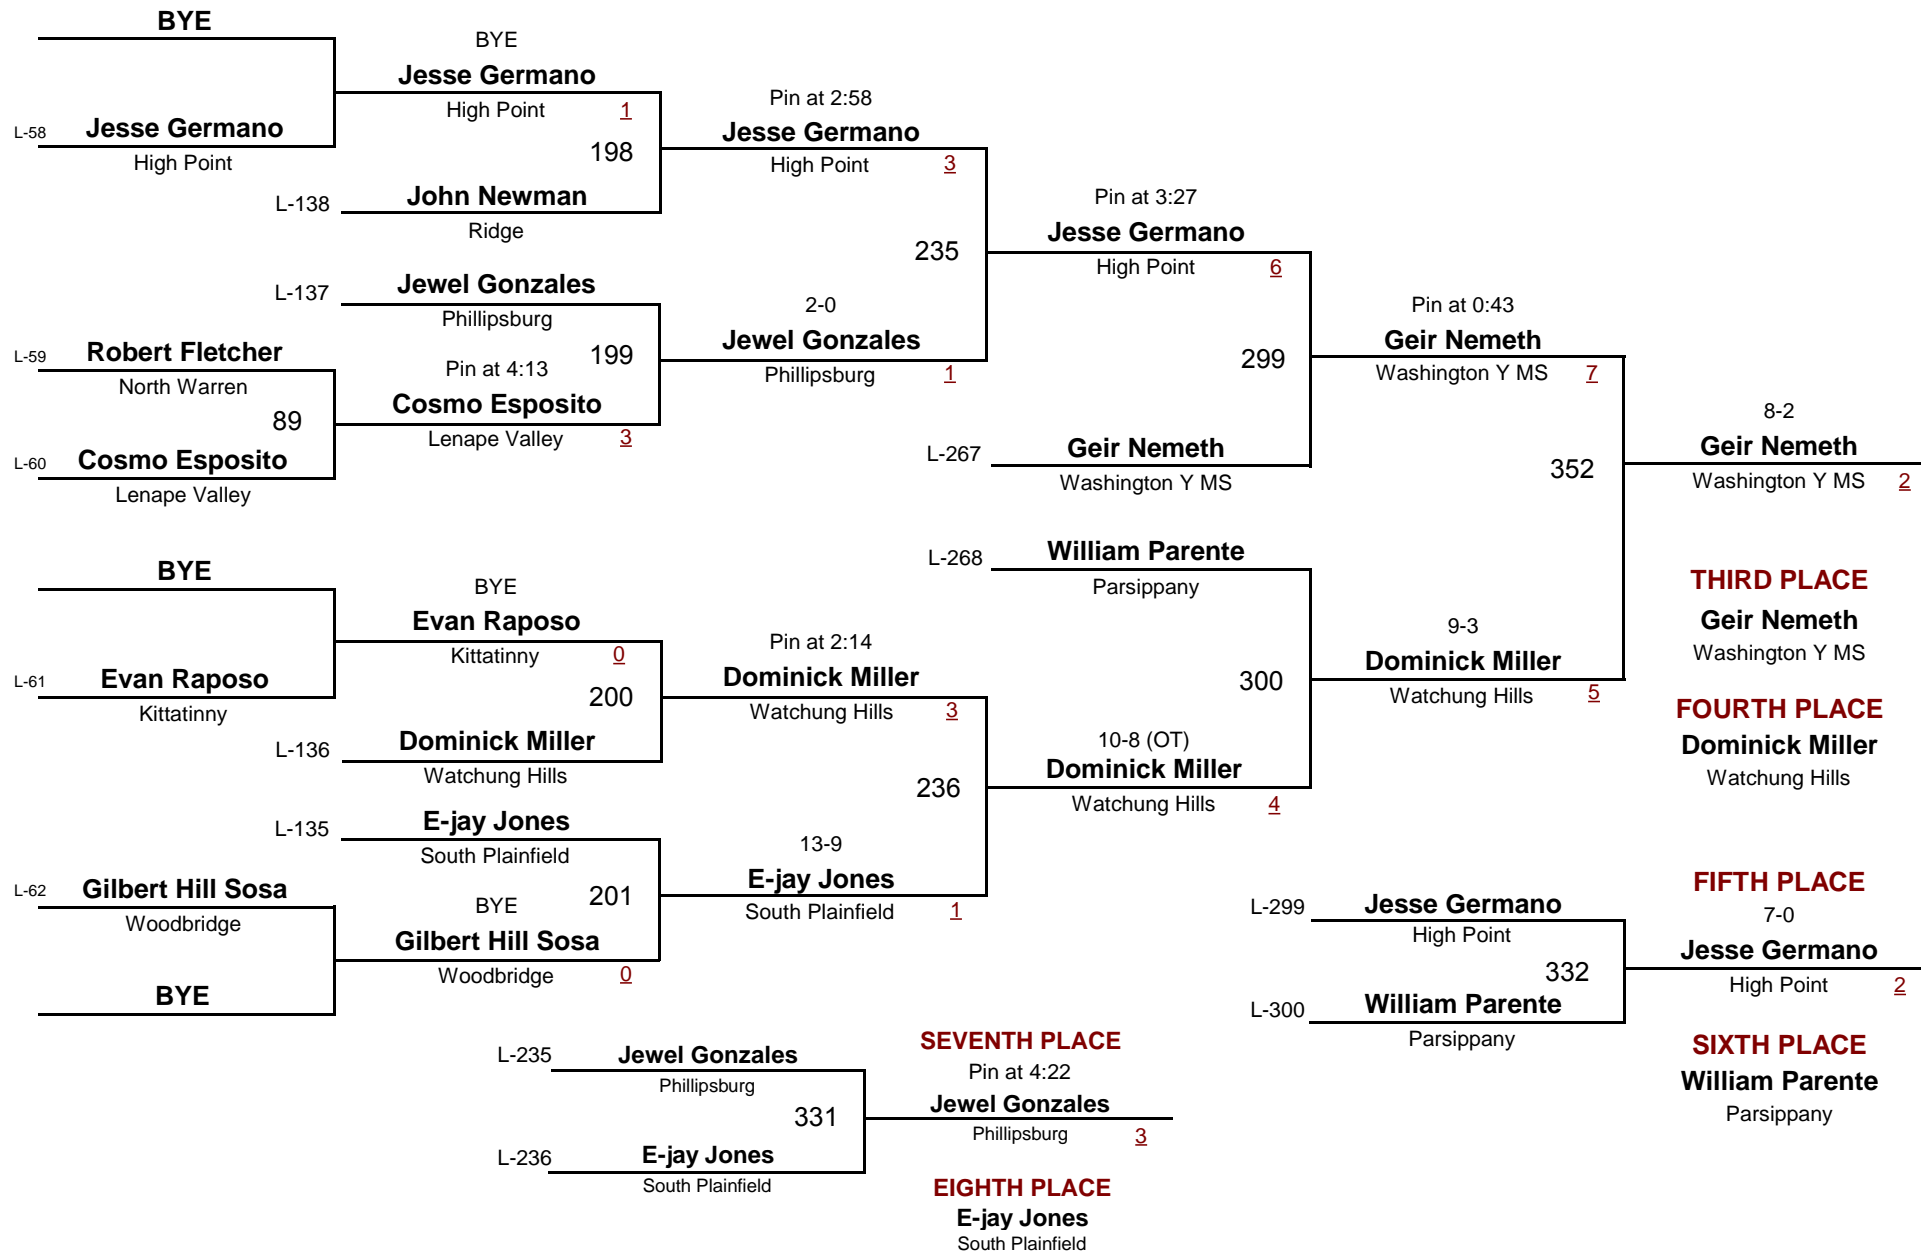 BYE
BYE
Jesse Germano
High Point
1
L-58
Jesse Germano
High Point
198
L-138
John Newman
Ridge
Pin at 2:58
Jesse Germano
High Point
3
L-137
Jewel Gonzales
Phillipsburg
235
Pin at 3:27
Jesse Germano
High Point
6
L-59
Robert Fletcher
North Warren
89
Pin at 4:13
199
Cosmo Esposito
Lenape Valley
3
L-60
Cosmo Esposito
Lenape Valley
2-0
Jewel Gonzales
Phillipsburg
1
299
L-267
Geir Nemeth
Washington Y MS
Pin at 0:43
Geir Nemeth
Washington Y MS
7
352
8-2
Geir Nemeth
Washington Y MS
2
BYE
BYE
Evan Raposo
Kittatinny
0
L-61
Evan Raposo
Kittatinny
200
L-136
Dominick Miller
Watchung Hills
Pin at 2:14
Dominick Miller
Watchung Hills
3
L-268
William Parente
Parsippany
300
9-3
Dominick Miller
Watchung Hills
5
THIRD PLACE
Geir Nemeth
Washington Y MS
FOURTH PLACE
Dominick Miller
Watchung Hills
236
10-8 (OT)
Dominick Miller
Watchung Hills
4
L-135
E-jay Jones
South Plainfield
L-62
Gilbert Hill Sosa
Woodbridge
BYE
201
Gilbert Hill Sosa
Woodbridge
0
BYE
13-9
E-jay Jones
South Plainfield
1
L-299
Jesse Germano
High Point
332
L-300
William Parente
Parsippany
FIFTH PLACE
7-0
Jesse Germano
High Point
2
SIXTH PLACE
William Parente
Parsippany
L-235
Jewel Gonzales
Phillipsburg
331
L-236
E-jay Jones
South Plainfield
SEVENTH PLACE
Pin at 4:22
Jewel Gonzales
Phillipsburg
3
EIGHTH PLACE
E-jay Jones
South Plainfield